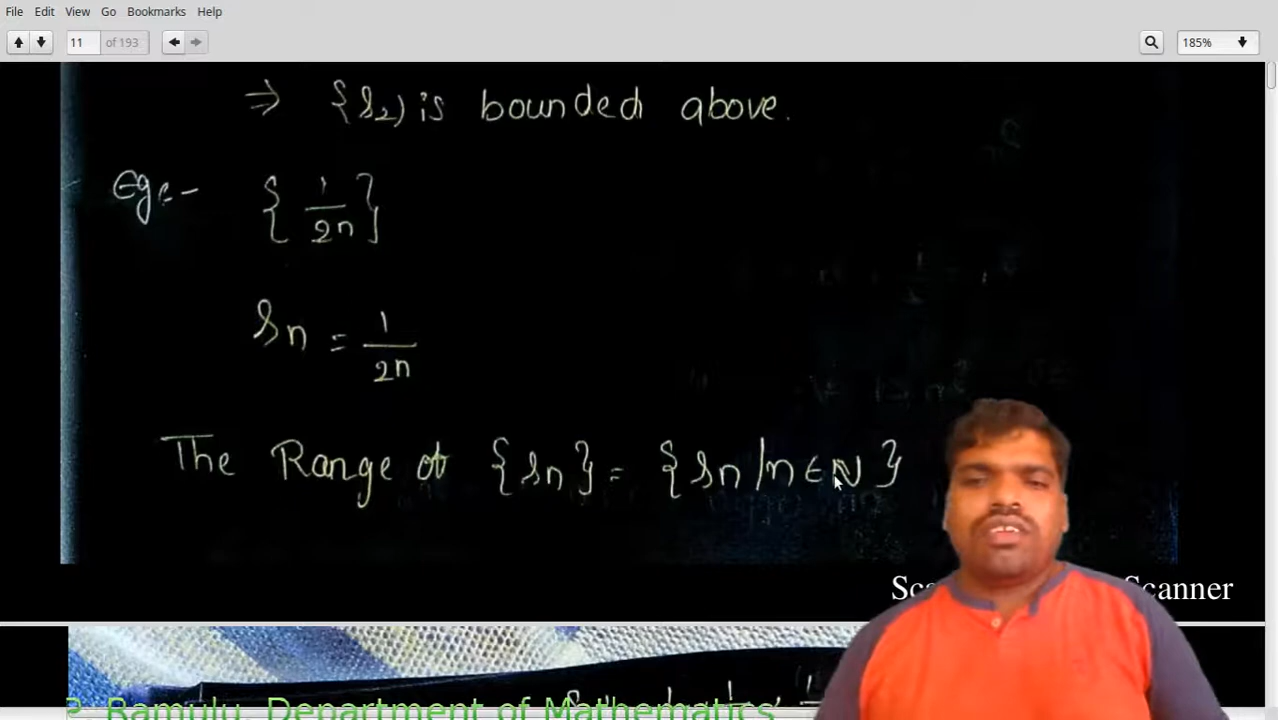 File Edit View Go Bookmarks Help
11 of 193 185%
⇒ {S₂) is bounded above.
Eg:- { 1/2n }
Sn = 1/2n
The Range of {Sn} = {Sn/n∈N}
Scanner
P. Ramulu, Department of Mathematics